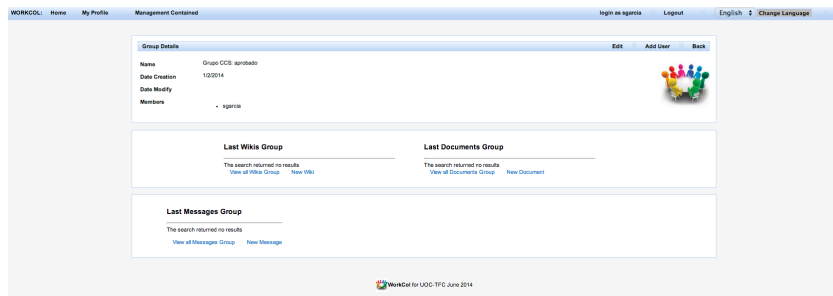 WORKCOL: Home My Profile Management Contained login as sgarcia Logout English Change Language
Group Details Edit Add User Back
Name Grupo CCS: aprobado
Date Creation 1/2/2014
Date Modify
Members
• sgarcia
Last Wikis Group Last Documents Group
The search returned no results The search returned no results
View all Wikis Group New Wiki View all Documents Group New Document
Last Messages Group
The search returned no results
View all Messages Group New Message
WorkCol for UOC-TFC June 2014